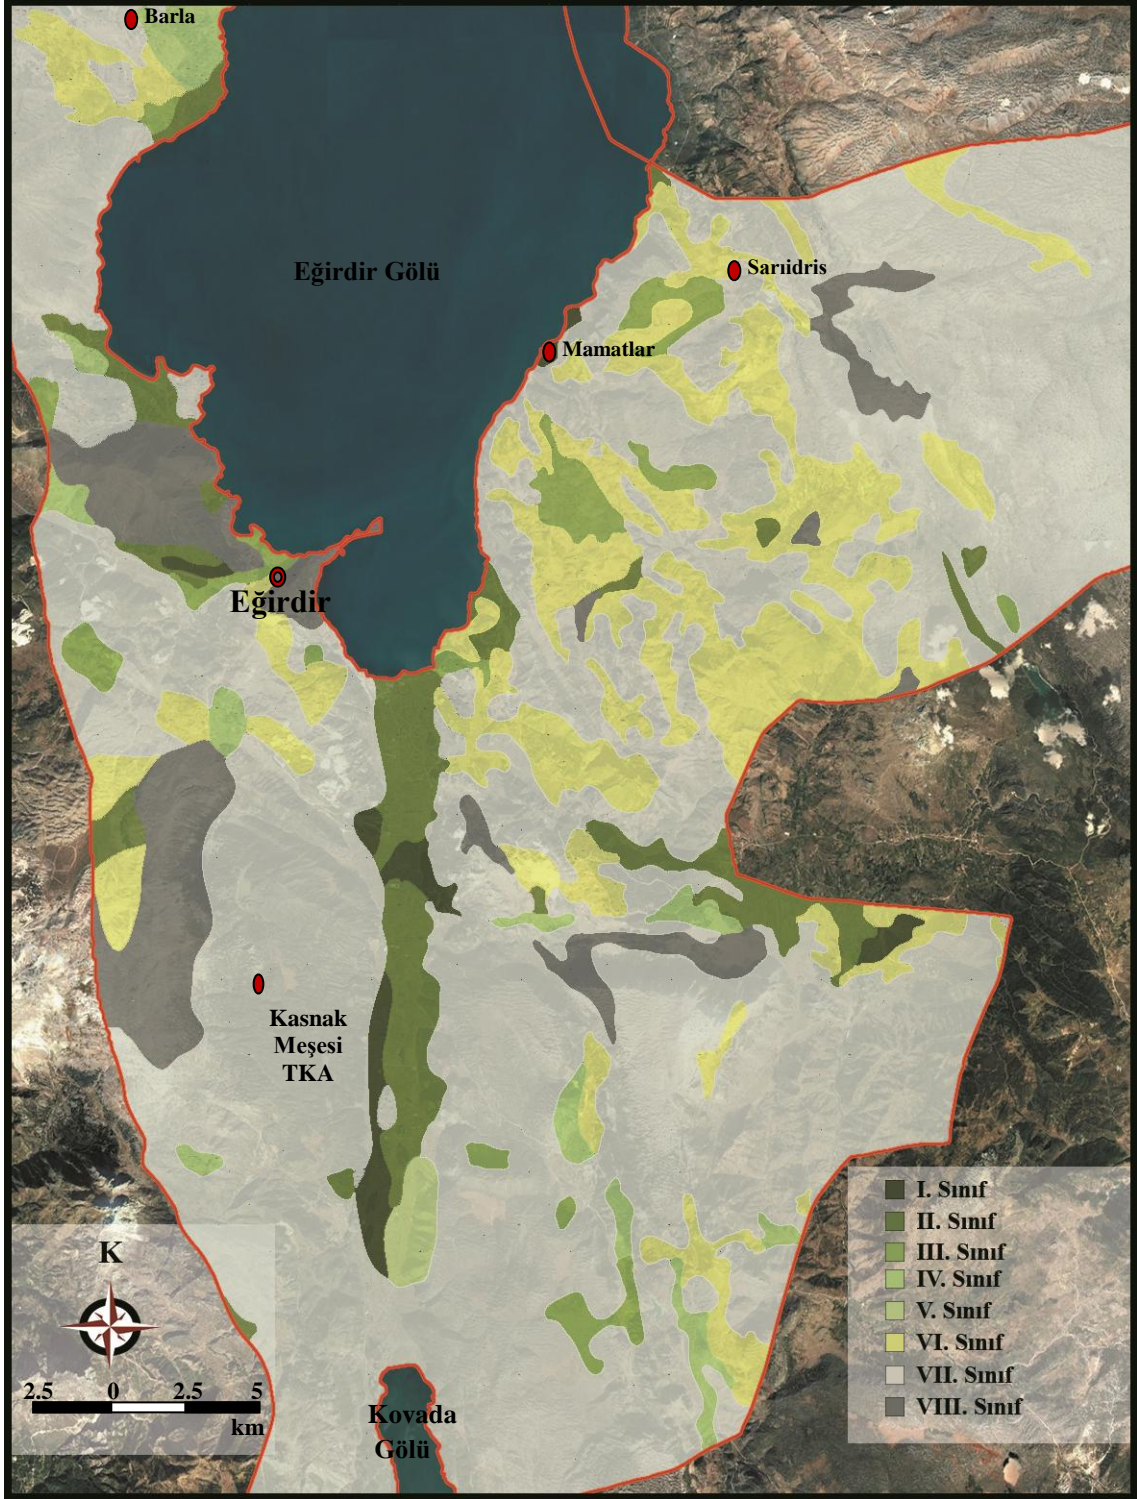 Barla
Eğirdir Gölü
Sarıidris
Mamatlar
Eğirdir
Kasnak
Meşesi
TKA
I. Sınıf
II. Sınıf
III. Sınıf
IV. Sınıf
V. Sınıf
VI. Sınıf
VII. Sınıf
VIII. Sınıf
K
2.5 0 2.5 5
km
Kovada
Gölü